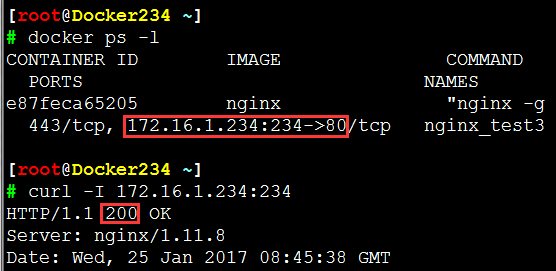 [root@Docker234 ~]
# docker ps -l
CONTAINER ID        IMAGE               COMMAND
  PORTS                                 NAMES
e87feca65205        nginx               "nginx -g
  443/tcp, 172.16.1.234:234->80/tcp   nginx_test3
[root@Docker234 ~]
# curl -I 172.16.1.234:234
HTTP/1.1 200 OK
Server: nginx/1.11.8
Date: Wed, 25 Jan 2017 08:45:38 GMT